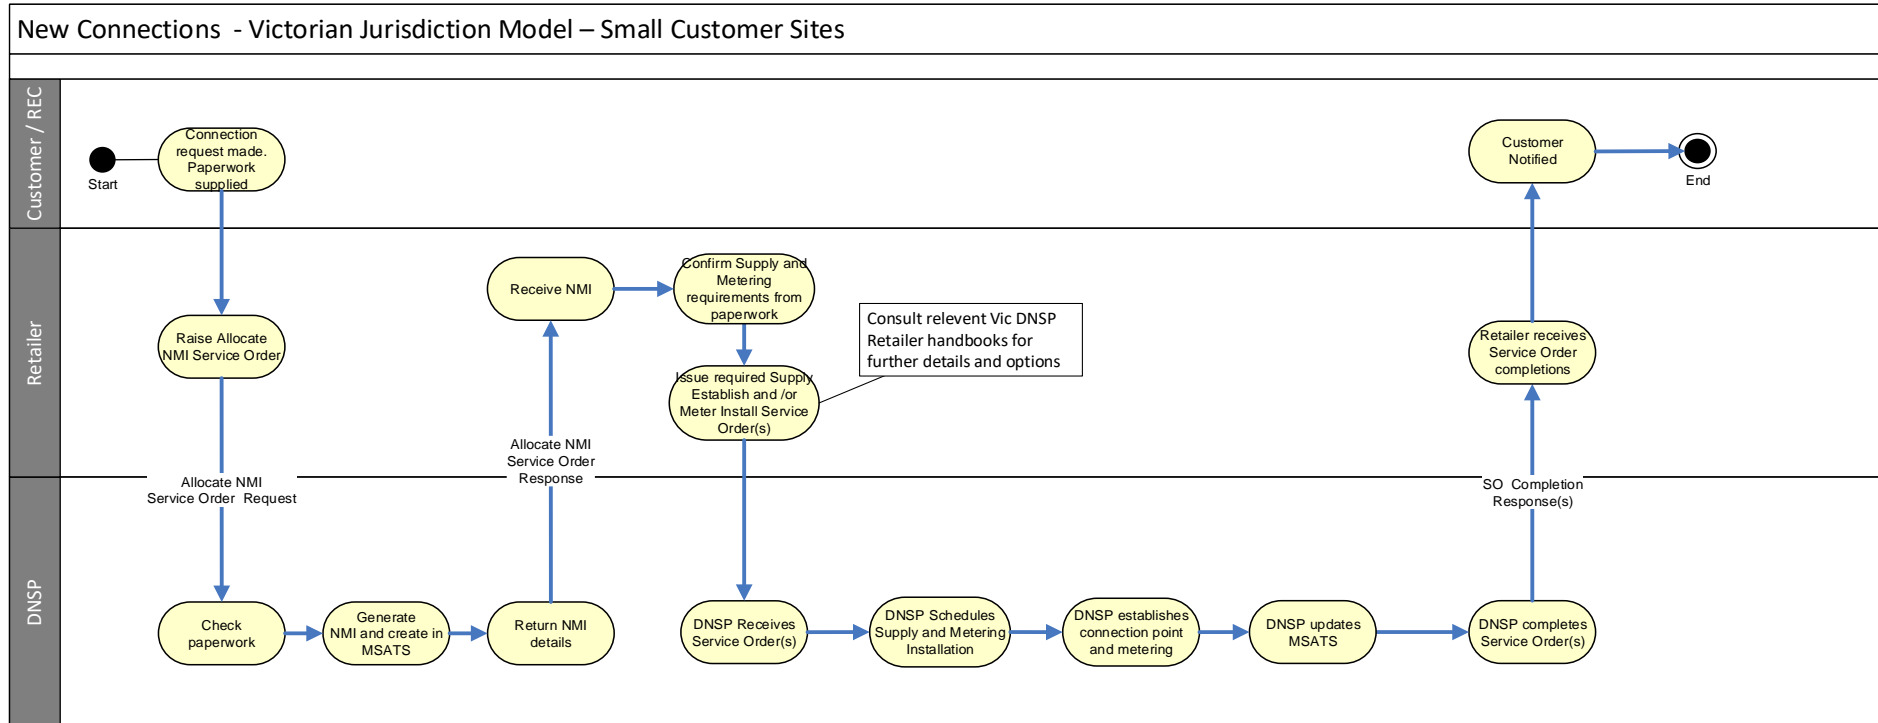 New Connections - Victorian Jurisdiction Model – Small Customer Sites
Customer / REC
Start
Connection
request made.
Paperwork
supplied
Customer
Notified
End
Retailer
Raise Allocate
NMI Service Order
Receive NMI
Confirm Supply and
Metering
requirements from
paperwork
Issue required Supply
Establish and /or
Meter Install Service
Order(s)
Consult relevent Vic DNSP
Retailer handbooks for
further details and options
Retailer receives
Service Order
completions
Allocate NMI
Service Order Request
Allocate NMI
Service Order
Response
SO Completion
Response(s)
DNSP
Check
paperwork
Generate
NMI and create in
MSATS
Return NMI
details
DNSP Receives
Service Order(s)
DNSP Schedules
Supply and Metering
Installation
DNSP establishes
connection point
and metering
DNSP updates
MSATS
DNSP completes
Service Order(s)